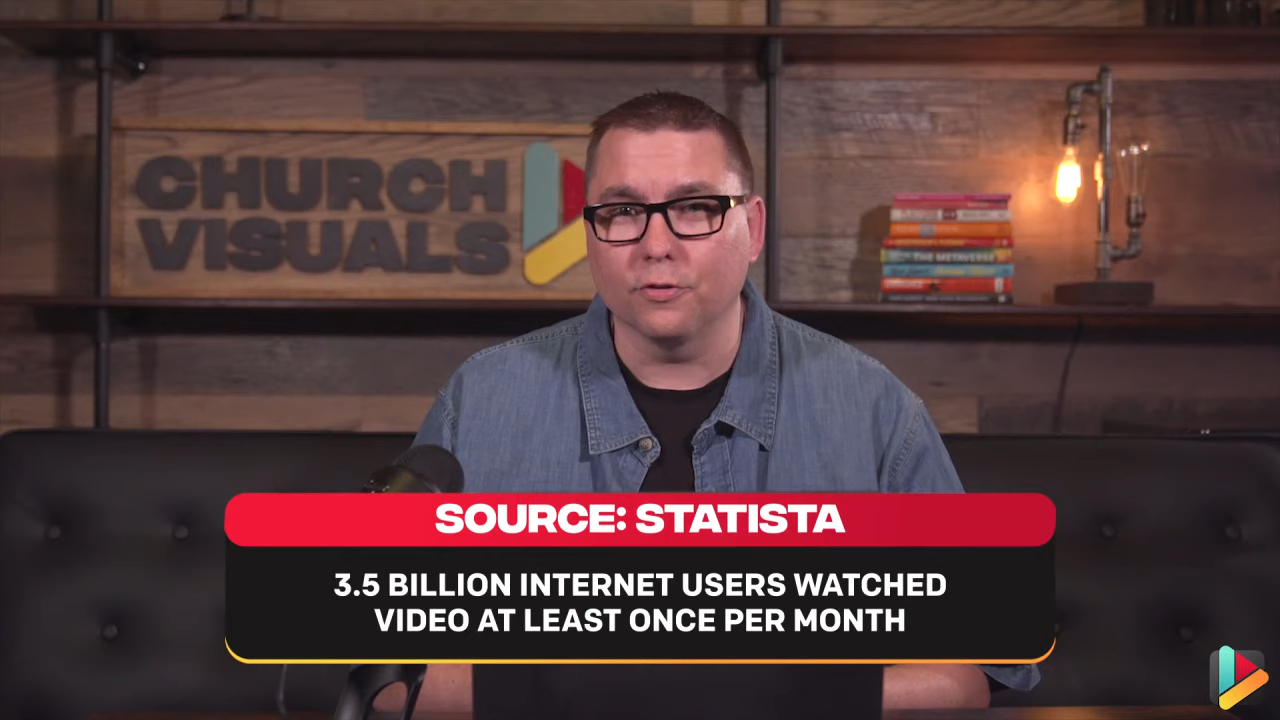 CHURCH
VISUALS
THE METAVERSE
SOURCE: STATISTA
3.5 BILLION INTERNET USERS WATCHED
VIDEO AT LEAST ONCE PER MONTH